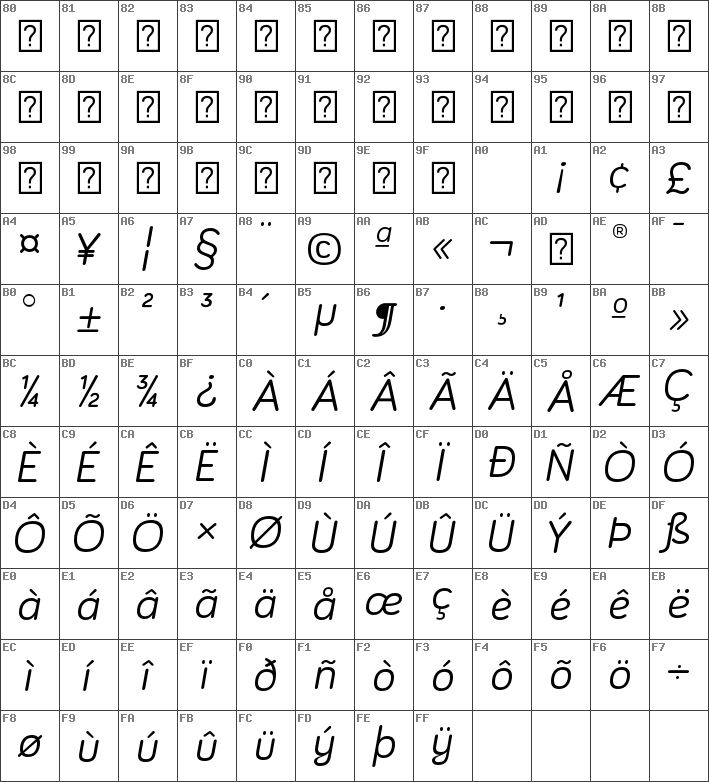 80 81 82 83 84 85 86 87 88 89 8A 8B
? ? ? ? ? ? ? ? ? ? ? ?
8C 8D 8E 8F 90 91 92 93 94 95 96 97
? ? ? ? ? ? ? ? ? ? ? ?
98 99 9A 9B 9C 9D 9E 9F A0 A1 A2 A3
? ? ? ? ? ? ? ? ¡ ¢ £
A4 A5 A6 A7 A8 A9 AA AB AC AD AE AF
¤ ¥ ¦ § ¨ © ª « ¬ ? ® ¯
B0 B1 B2 B3 B4 B5 B6 B7 B8 B9 BA BB
° ± ² ³ ´ µ ¶ · ¸ ¹ º »
BC BD BE BF C0 C1 C2 C3 C4 C5 C6 C7
¼ ½ ¾ ¿ À Á Â Ã Ä Å Æ Ç
C8 C9 CA CB CC CD CE CF D0 D1 D2 D3
È É Ê Ë Ì Í Î Ï Ð Ñ Ò Ó
D4 D5 D6 D7 D8 D9 DA DB DC DD DE DF
Ô Õ Ö × Ø Ù Ú Û Ü Ý Þ ß
E0 E1 E2 E3 E4 E5 E6 E7 E8 E9 EA EB
à á â ã ä å œ ç è é ê ë
EC ED EE EF F0 F1 F2 F3 F4 F5 F6 F7
ì í î ï ð ñ ò ó ô õ ö ÷
F8 F9 FA FB FC FD FE FF
ø ù ú û ü ý þ ÿ